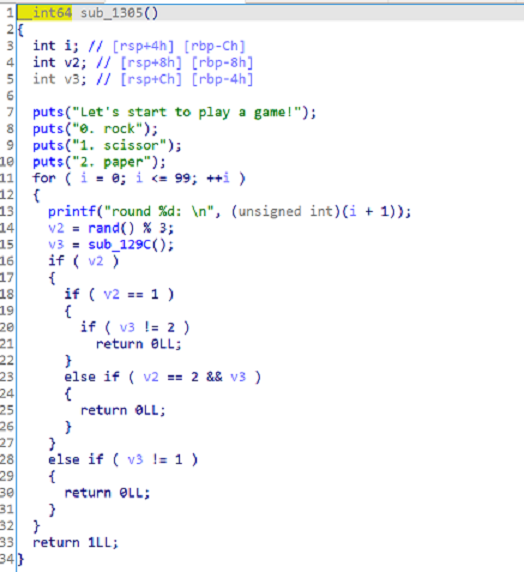 1 __int64 sub_1305()
2 {
3 int i; // [rsp+4h] [rbp-Ch]
4 int v2; // [rsp+8h] [rbp-8h]
5 int v3; // [rsp+Ch] [rbp-4h]
6
7 puts("Let's start to play a game!");
8 puts("0. rock");
9 puts("1. scissor");
10 puts("2. paper");
11 for ( i = 0; i <= 99; ++i )
12 {
13 printf("round %d: \n", (unsigned int)(i + 1));
14 v2 = rand() % 3;
15 v3 = sub_129C();
16 if ( v2 )
17 {
18 if ( v2 == 1 )
19 {
20 if ( v3 != 2 )
21 return 0LL;
22 }
23 else if ( v2 == 2 && v3 )
24 {
25 return 0LL;
26 }
27 }
28 else if ( v3 != 1 )
29 {
30 return 0LL;
31 }
32 }
33 return 1LL;
34 }